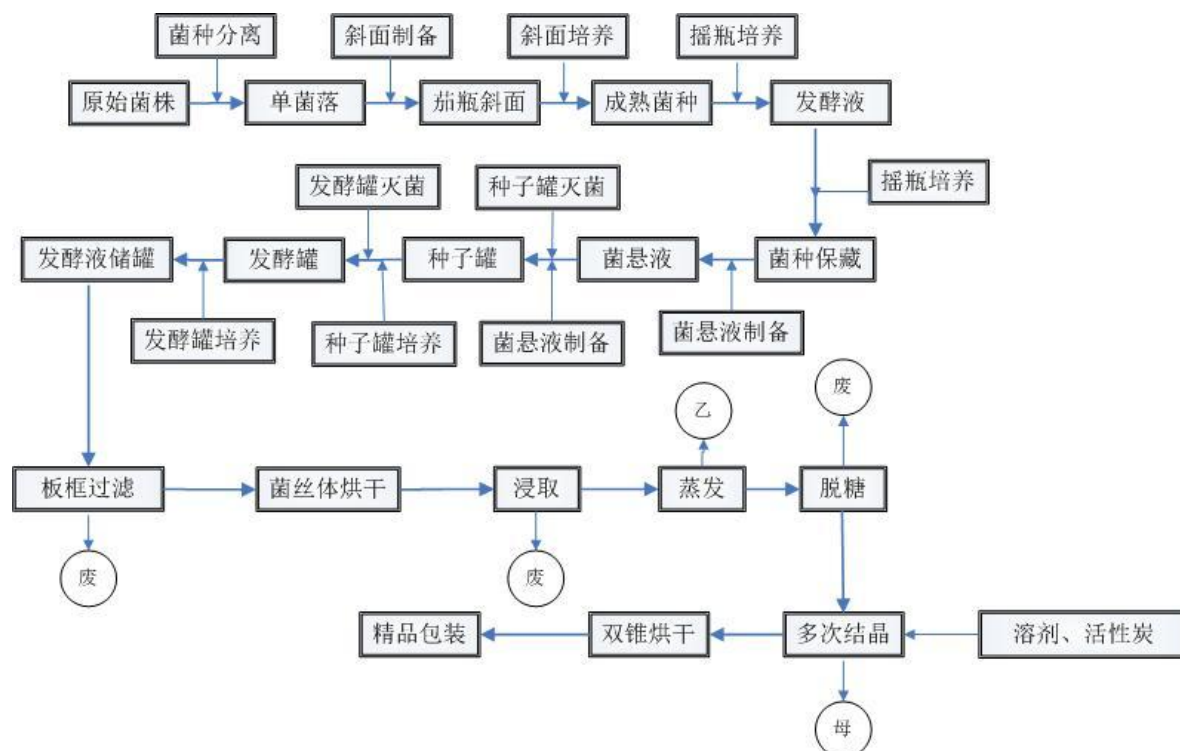 菌种分离
斜面制备
斜面培养
摇瓶培养
原始菌株
单菌落
茄瓶斜面
成熟菌种
发酵液
摇瓶培养
发酵罐灭菌
种子罐灭菌
发酵液储罐
发酵罐
种子罐
菌悬液
菌种保藏
发酵罐培养
种子罐培养
菌悬液制备
菌悬液制备
乙
废
板框过滤
菌丝体烘干
浸取
蒸发
脱糖
废
废
精品包装
双锥烘干
多次结晶
溶剂、活性炭
母